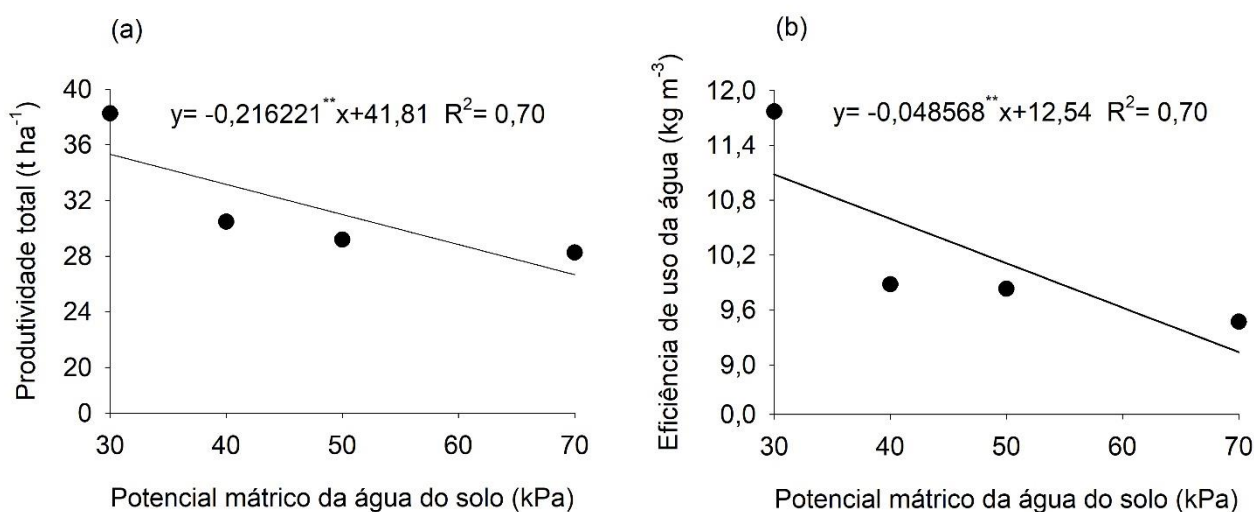 (a)
Produtividade total (t ha⁻¹)
40
36
32
28
24
20
0
y= -0,216221**x+41,81 R²= 0,70
30 40 50 60 70
Potencial mátrico da água do solo (kPa)
(b)
Eficiência de uso da água (kg m⁻³)
12,0
11,4
10,8
10,2
9,6
9,0
0,0
y= -0,048568**x+12,54 R²= 0,70
30 40 50 60 70
Potencial mátrico da água do solo (kPa)